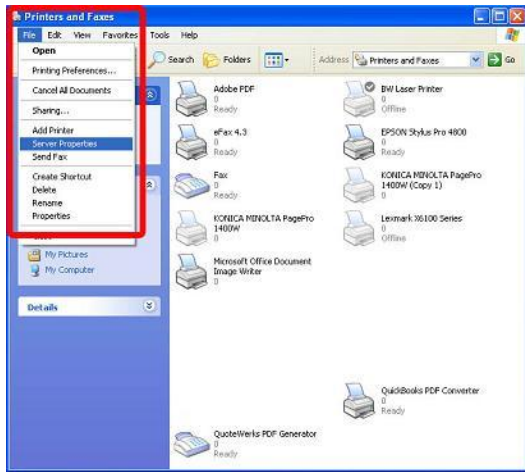 Printers and Faxes
File Edit View Favorites Tools Help
Search Folders Address Printers and Faxes Go
Open
Printing Preferences...
Cancel All Documents
Sharing...
Add Printer
Server Properties
Send Fax
Create Shortcut
Delete
Rename
Properties
My Pictures
My Computer
Details
Adobe PDF
0
Ready
BW Laser Printer
0
Offline
eFax 4.3
0
Ready
EPSON Stylus Pro 4800
0
Ready
Fax
0
Ready
KONICA MINOLTA PagePro
1400W (Copy 1)
0
KONICA MINOLTA PagePro
1400W
0
Lexmark X6100 Series
0
Offline
Microsoft Office Document
Image Writer
0
QuickBooks PDF Converter
0
Ready
QuoteWerks PDF Generator
0
Ready